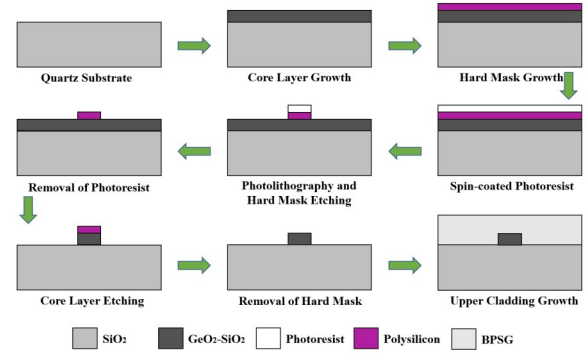 Quartz Substrate
Core Layer Growth
Hard Mask Growth
Removal of Photoresist
Photolithography and
Hard Mask Etching
Spin-coated Photoresist
Core Layer Etching
Removal of Hard Mask
Upper Cladding Growth
SiO₂
GeO₂-SiO₂
Photoresist
Polysilicon
BPSG